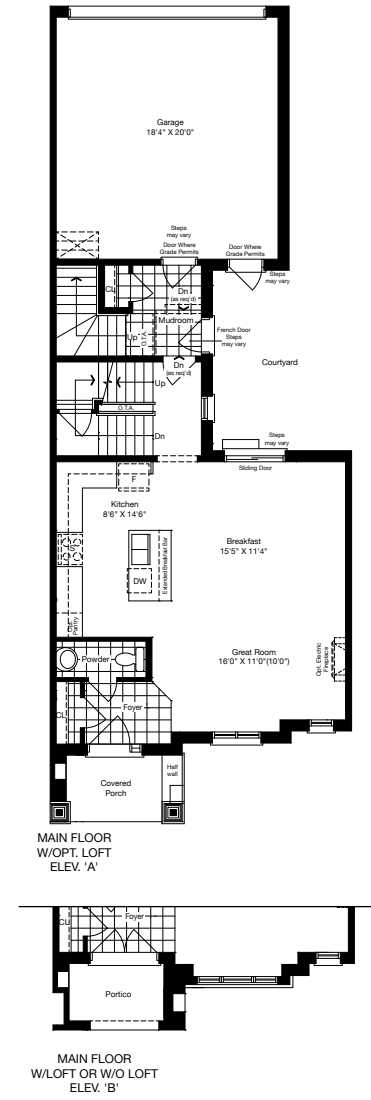 Garage
18'4" X 20'0"
Steps
may vary
Door Where
Grade Permits
Door Where
Grade Permits
Steps
may vary
CL
Dn
(as req'd)
Mudroom
French Door
Steps
may vary
Up
O.T.A.
Dn
(as req'd)
Courtyard
Up
O.T.A.
Dn
Steps
may vary
Sliding Door
F
Kitchen
8'6" X 14'6"
S
DW
Extended Breakfast Bar
Breakfast
15'5" X 11'4"
Opt.
Pantry
Powder
Great Room
16'0" X 11'0"(10'0")
Opt. Electric
Fireplace
CL
Foyer
Covered
Porch
Half
wall
MAIN FLOOR
W/OPT. LOFT
ELEV. 'A'
CL
Foyer
Portico
MAIN FLOOR
W/LOFT OR W/O LOFT
ELEV. 'B'